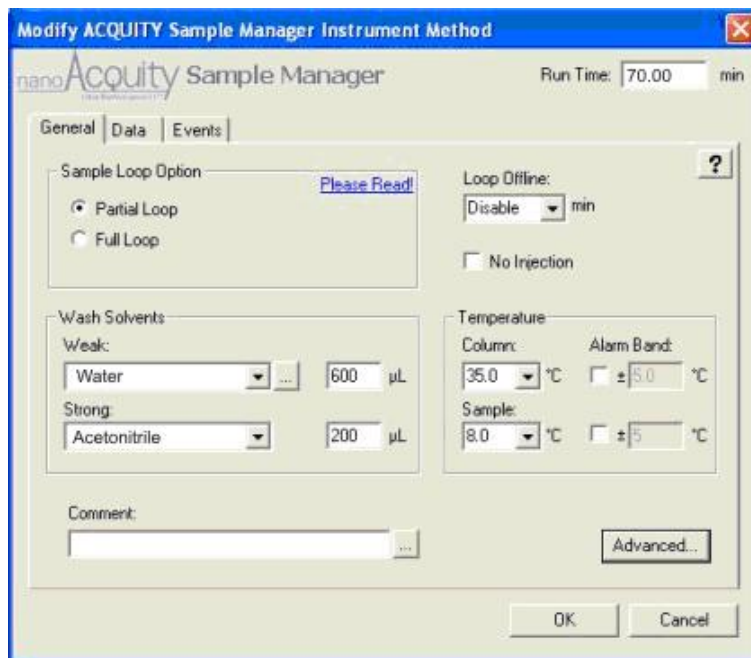 Modify ACQUITY Sample Manager Instrument Method
nanoAcquity Sample Manager
Run Time: 70.00 min
General Data Events
?
Sample Loop Option
Please Read!
Partial Loop
Full Loop
Loop Offline:
Disable min
No Injection
Wash Solvents
Weak:
Water ... 600 µL
Strong:
Acetonitrile 200 µL
Temperature
Column: Alarm Band:
35.0 °C ± 5.0 °C
Sample:
8.0 °C ± 5 °C
Comment:
...
Advanced...
OK Cancel